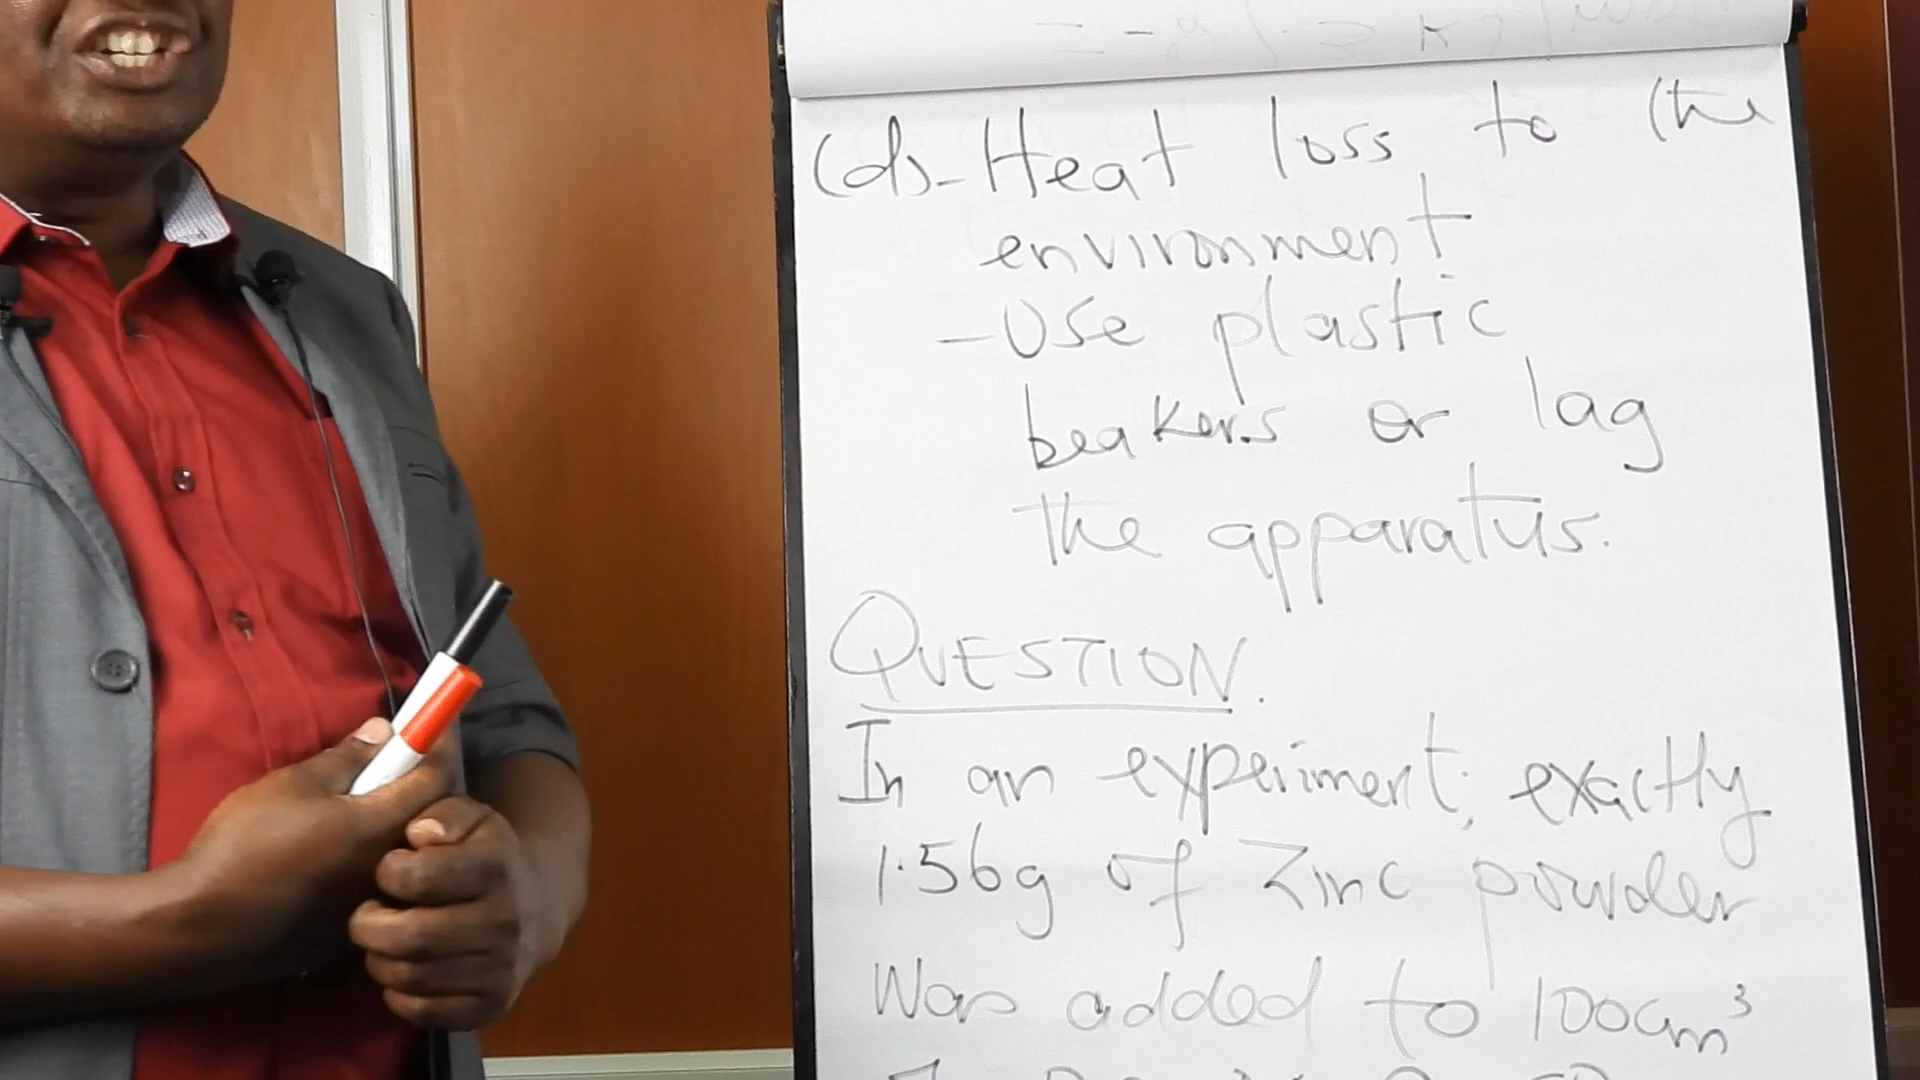 (d) - Heat loss to the
environment.
- Use plastic
beakers or lag
the apparatus.
QUESTION.
In an experiment, exactly
1.56g of Zinc powder
was added to 100cm³